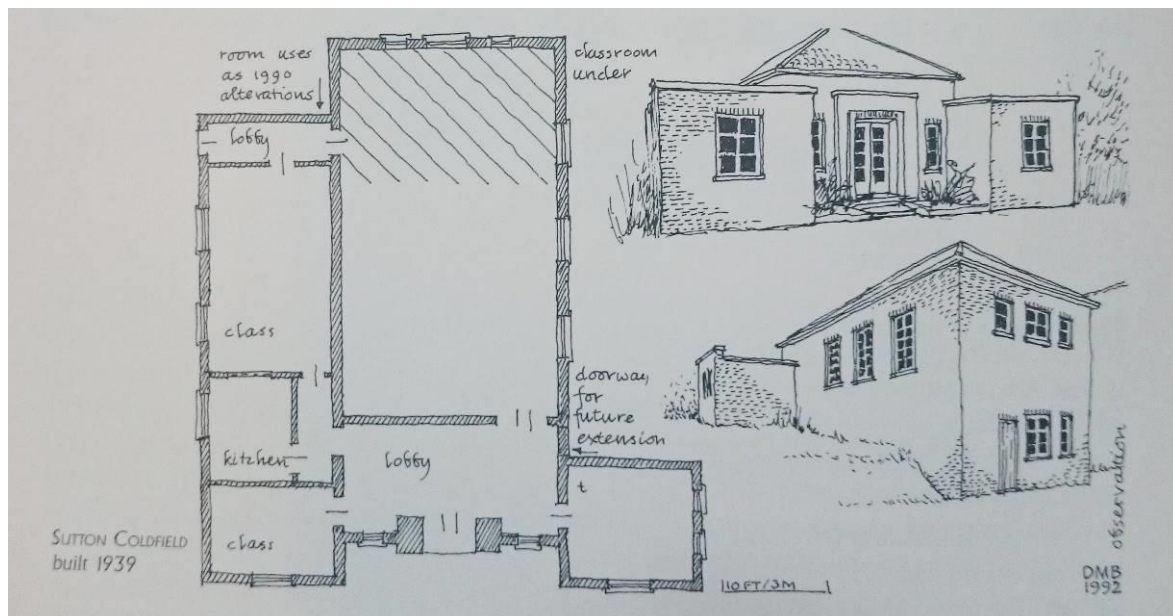 room uses
as 1990
alterations
classroom
under
lobby
class
doorway
for
future
extension
kitchen
lobby
t
class
SUTTON COLDFIELD
built 1939
10FT/3M
observation
DMB
1992